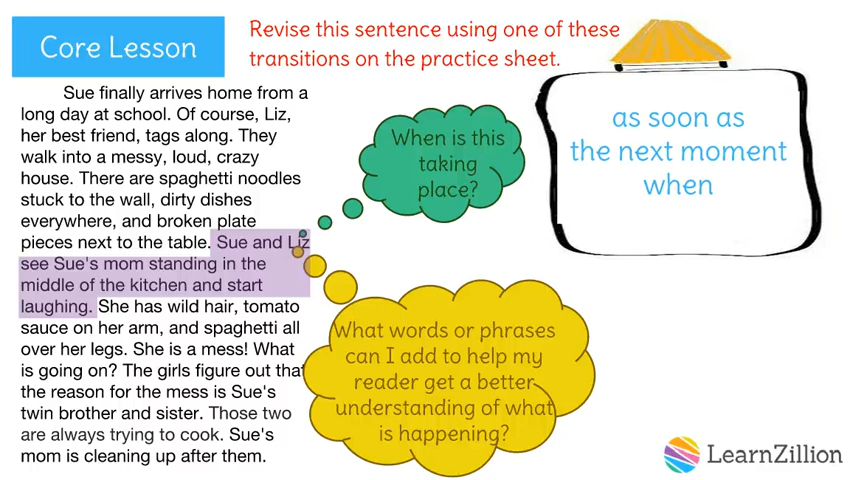 Core Lesson
Revise this sentence using one of these
transitions on the practice sheet.
Sue finally arrives home from a
long day at school. Of course, Liz,
her best friend, tags along. They
walk into a messy, loud, crazy
house. There are spaghetti noodles
stuck to the wall, dirty dishes
everywhere, and broken plate
pieces next to the table. Sue and Liz
see Sue's mom standing in the
middle of the kitchen and start
laughing. She has wild hair, tomato
sauce on her arm, and spaghetti all
over her legs. She is a mess! What
is going on? The girls figure out that
the reason for the mess is Sue's
twin brother and sister. Those two
are always trying to cook. Sue's
mom is cleaning up after them.
When is this
taking
place?
What words or phrases
can I add to help my
reader get a better
understanding of what
is happening?
as soon as
the next moment
when
LearnZillion